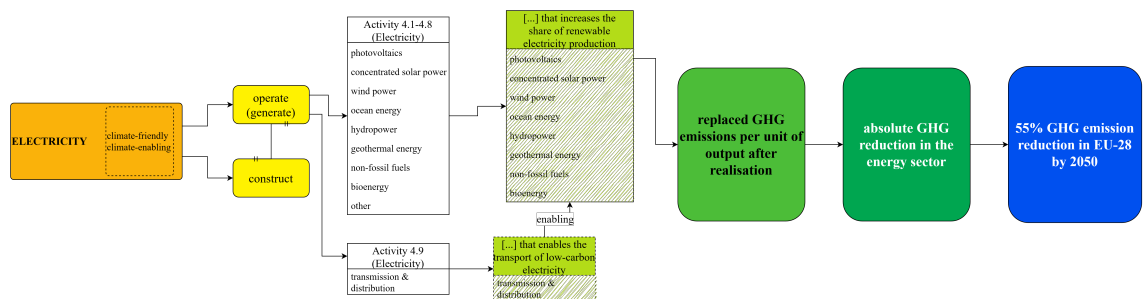 ELECTRICITY
climate-friendly
climate-enabling
operate
(generate)
construct
Activity 4.1-4.8
(Electricity)
photovoltaics
concentrated solar power
wind power
ocean energy
hydropower
geothermal energy
non-fossil fuels
bioenergy
other
Activity 4.9
(Electricity)
transmission &
distribution
[...] that increases the
share of renewable
electricity production
photovoltaics
concentrated solar power
wind power
ocean energy
hydropower
geothermal energy
non-fossil fuels
bioenergy
enabling
[...] that enables the
transport of low-carbon
electricity
transmission &
distribution
replaced GHG
emissions per unit of
output after
realisation
absolute GHG
reduction in the
energy sector
55% GHG emission
reduction in EU-28
by 2050